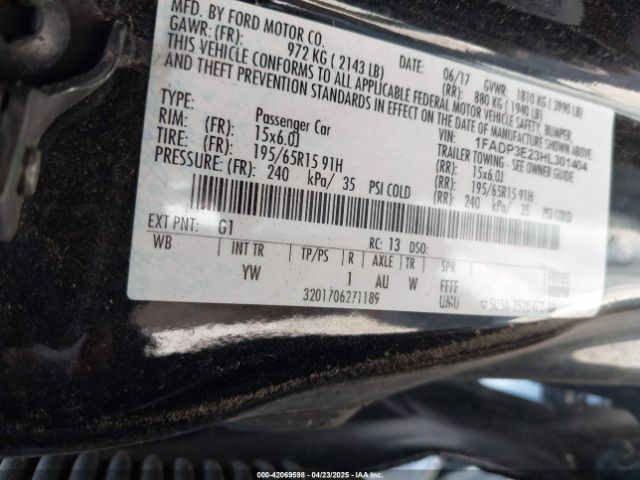 MFD. BY FORD MOTOR CO.
DATE: 06/17 GVWR: 1810 KG ( 3990 LB)
GAWR: (FR): 972 KG ( 2143 LB) (RR): 880 KG ( 1940 LB)
THIS VEHICLE CONFORMS TO ALL APPLICABLE FEDERAL MOTOR VEHICLE SAFETY, BUMPER,
AND THEFT PREVENTION STANDARDS IN EFFECT ON THE DATE OF MANUFACTURE SHOWN ABOVE.
VIN: 1FADP3E23HL301404
TYPE: Passenger Car TRAILER TOWING - SEE OWNER
RIM: (FR): 15x6.0J (RR): 15x6.0J
TIRE: (FR): 195/65R15 91H (RR): 195/65R15 91H
PRESSURE: (FR): 240 kPa/ 35 PSI COLD (RR): 240 kPa/ 35 PSI COLD
EXT PNT: G1 RC: 13 DSO:
WB INT TR TP/PS R AXLE TR SPR
YW 1 AU W FFFF
3201706271189 UMU
000-42069598 - 04/23/2025 - WWW.IAAI.COM